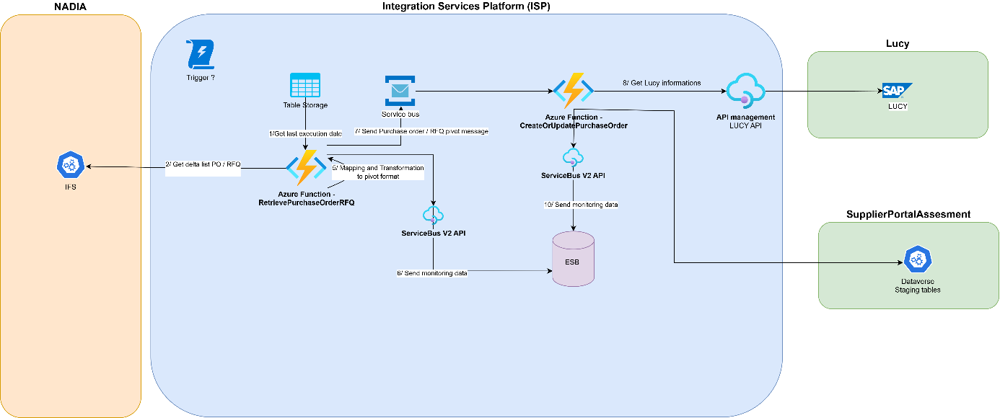 NADIA
Integration Services Platform (ISP)
Trigger ?
Table Storage
Service bus
8/ Get Lucy informations
Lucy
SAP
LUCY
API management
LUCY API
Azure Function -
CreateOrUpdatePurchaseOrder
1/Get last execution date
7/ Send Purchase order / RFQ pivot message
2/ Get delta list PO / RFQ
5/ Mapping and Transformation
to pivot format
IFS
Azure Function -
RetrievePurchaseOrderRFQ
ServiceBus V2 API
10/ Send monitoring data
ServiceBus V2 API
6/ Send monitoring data
ESB
SupplierPortalAssesment
Dataverse
Staging tables